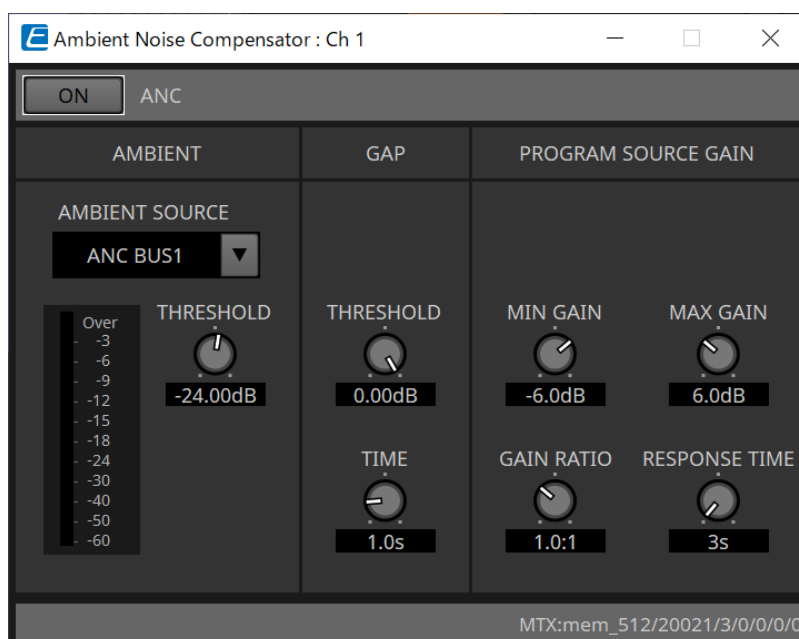 Ambient Noise Compensator : Ch 1
ON ANC
AMBIENT GAP PROGRAM SOURCE GAIN
AMBIENT SOURCE
ANC BUS1
THRESHOLD THRESHOLD MIN GAIN MAX GAIN
-24.00dB 0.00dB -6.0dB 6.0dB
Over
-3
-6
-9
-12
-15
-18
-24
-30
-40
-50
-60
TIME GAIN RATIO RESPONSE TIME
1.0s 1.0:1 3s
MTX:mem_512/20021/3/0/0/0/0